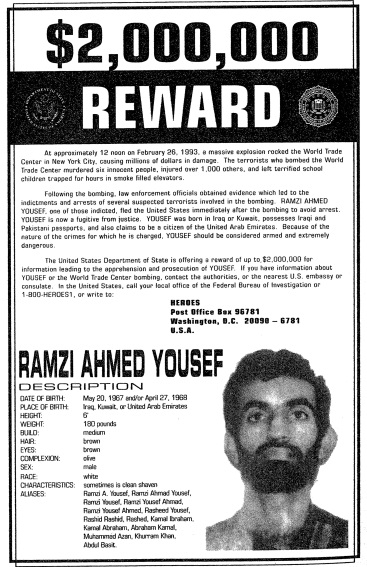 $2,000,000
REWARD
At approximately 12 noon on February 26, 1993, a massive explosion rocked the World Trade
Center in New York City, causing millions of dollars in damage. The terrorists who bombed the World
Trade Center murdered six innocent people, injured over 1,000 others, and left terrified school
children trapped for hours in smoke filled elevators.
Following the bombing, law enforcement officials obtained evidence which led to the
indictments and arrests of several suspected terrorists involved in the bombing. RAMZI AHMED
YOUSEF, one of those indicted, fled the United States immediately after the bombing to avoid arrest.
YOUSEF is now a fugitive from justice. YOUSEF was born in Iraq or Kuwait, possesses Iraqi and
Pakistani passports, and also claims to be a citizen of the United Arab Emirates. Because of the
nature of the crimes for which he is charged, YOUSEF should be considered armed and extremely
dangerous.
The United States Department of State is offering a reward of up to $2,000,000 for
information leading to the apprehension and prosecution of YOUSEF. If you have information about
YOUSEF or the World Trade Center bombing, contact the authorities, or the nearest U.S. embassy or
consulate. In the United States, call your local office of the Federal Bureau of Investigation or
1-800-HEROES1, or write to:
HEROES
Post Office Box 96781
Washington, D.C. 20090 – 6781
U.S.A.
RAMZI AHMED YOUSEF
DESCRIPTION
DATE OF BIRTH: May 20, 1967 and/or April 27, 1968
PLACE OF BIRTH: Iraq, Kuwait, or United Arab Emirates
HEIGHT: 6'
WEIGHT: 180 pounds
BUILD: medium
HAIR: brown
EYES: brown
COMPLEXION: olive
SEX: male
RACE: white
CHARACTERISTICS: sometimes is clean shaven
ALIASES: Ramzi A. Yousef, Ramzi Ahmad Yousef,
Ramzi Yousef, Ramzi Yousef Ahmad,
Ramzi Yousef Ahmed, Rasheed Yousef,
Rashid Rashid, Rashed, Kamal Ibraham,
Kamal Abraham, Abraham Kamal,
Muhammed Azan, Khurram Khan,
Abdul Basit.